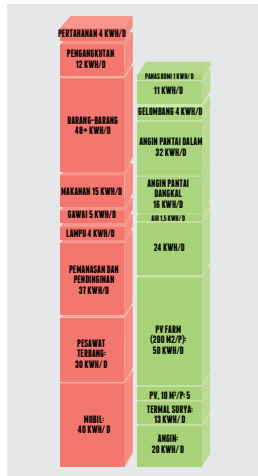 PERTAHANAN 4 KWH/D
PENGANGKUTAN
12 KWH/D
BARANG-BARANG
48+ KWH/D
MAKANAN 15 KWH/D
GAWAI 5 KWH/D
LAMPU 4 KWH/D
PEMANASAN DAN
PENDINGINAN
37 KWH/D
PESAWAT
TERBANG:
30 KWH/ D
MOBIL:
40 KWH/ D
PANAS BUMI 1 KWH/D
11 KWH/D
GELOMBANG 4 KWH/D
ANGIN PANTAI DALAM
32 KWH/D
ANGIN PANTAI
DANGKAL
16 KWH/D
AIR 1,5 KWH/D
24 KWH/D
PV FARM
(200 M2/P):
50 KWH/D
PV, 10 M²/P: 5
TERMAL SURYA:
13 KWH/ D
ANGIN:
20 KWH/ D